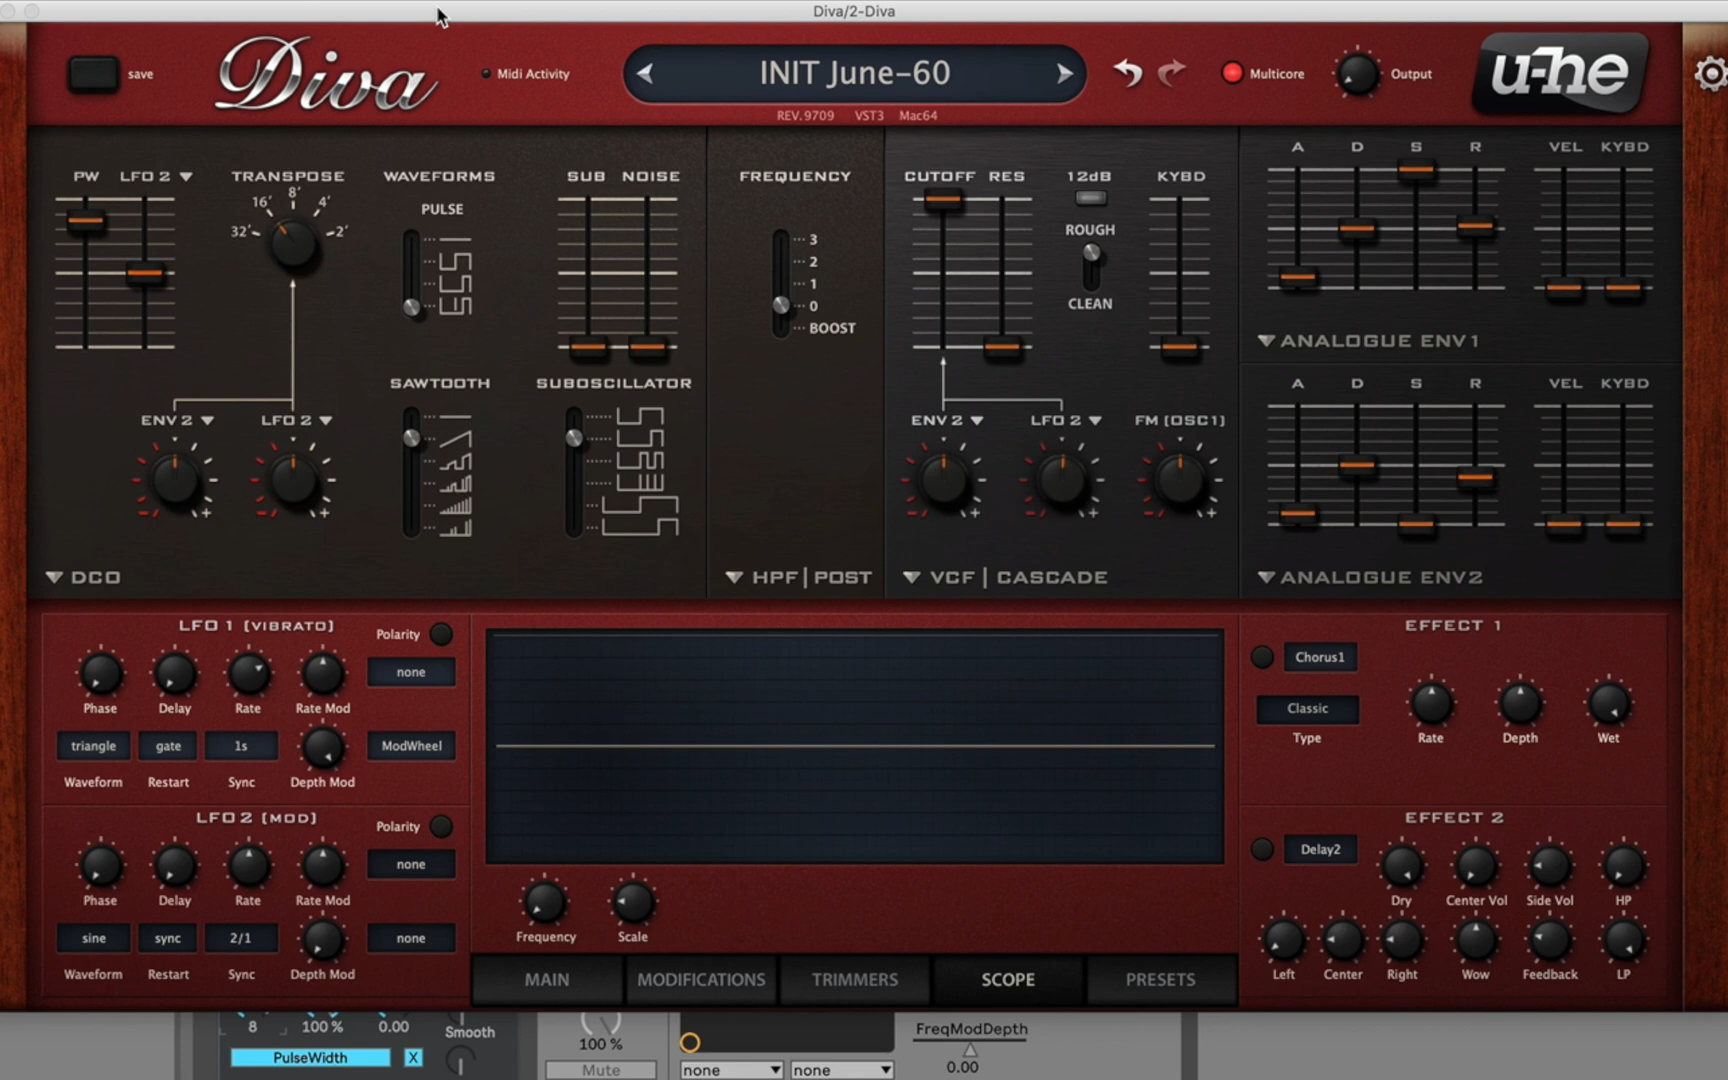 Diva/2-Diva
save
Diva
Midi Activity
INIT June-60
Multicore
Output
u-he
REV.9709 VST3 Mac64
PW LFO 2
TRANSPOSE
32' 16' 8' 4' 2'
WAVEFORMS
PULSE
SUB NOISE
FREQUENCY
3
2
1
0
BOOST
CUTOFF RES
12dB
ROUGH
CLEAN
KYBD
A D S R VEL KYBD
ANALOGUE ENV1
SAWTOOTH
SUBOSCILLATOR
ENV 2
LFO 2
ENV 2
LFO 2
FM (OSC1)
A D S R VEL KYBD
DCO
HPF | POST
VCF | CASCADE
ANALOGUE ENV2
LFO 1 (VIBRATO)
Polarity
none
Phase Delay Rate Rate Mod
triangle gate 1s ModWheel
Waveform Restart Sync Depth Mod
LFO 2 (MOD)
Polarity
none
Phase Delay Rate Rate Mod
sine sync 2/1 none
Waveform Restart Sync Depth Mod
Frequency Scale
MAIN MODIFICATIONS TRIMMERS SCOPE PRESETS
EFFECT 1
Chorus1
Classic
Type Rate Depth Wet
EFFECT 2
Delay2
Dry Center Vol Side Vol HP
Left Center Right Wow Feedback LP
8 100 % 0.00 Smooth
PulseWidth X
100 %
Mute
none none
FreqModDepth
0.00